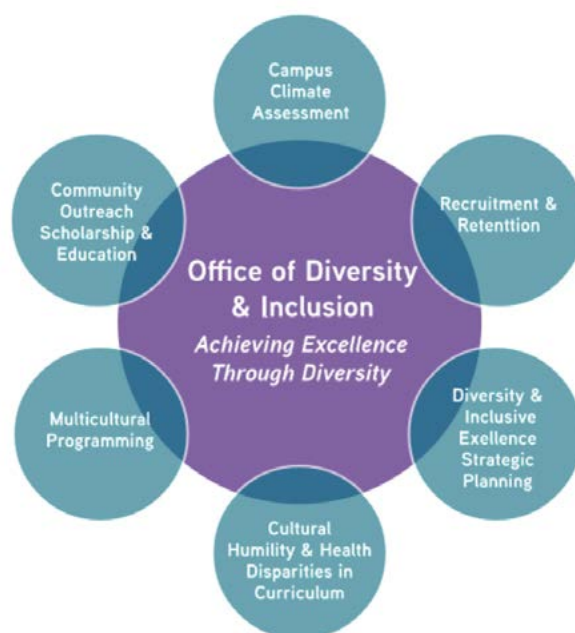 Campus
Climate
Assessment
Community
Outreach
Scholarship &
Education
Recruitment &
Retenttion
Office of Diversity
& Inclusion
Achieving Excellence
Through Diversity
Multicultural
Programming
Diversity &
Inclusive
Exellence
Strategic
Planning
Cultural
Humility & Health
Disparities in
Curriculum